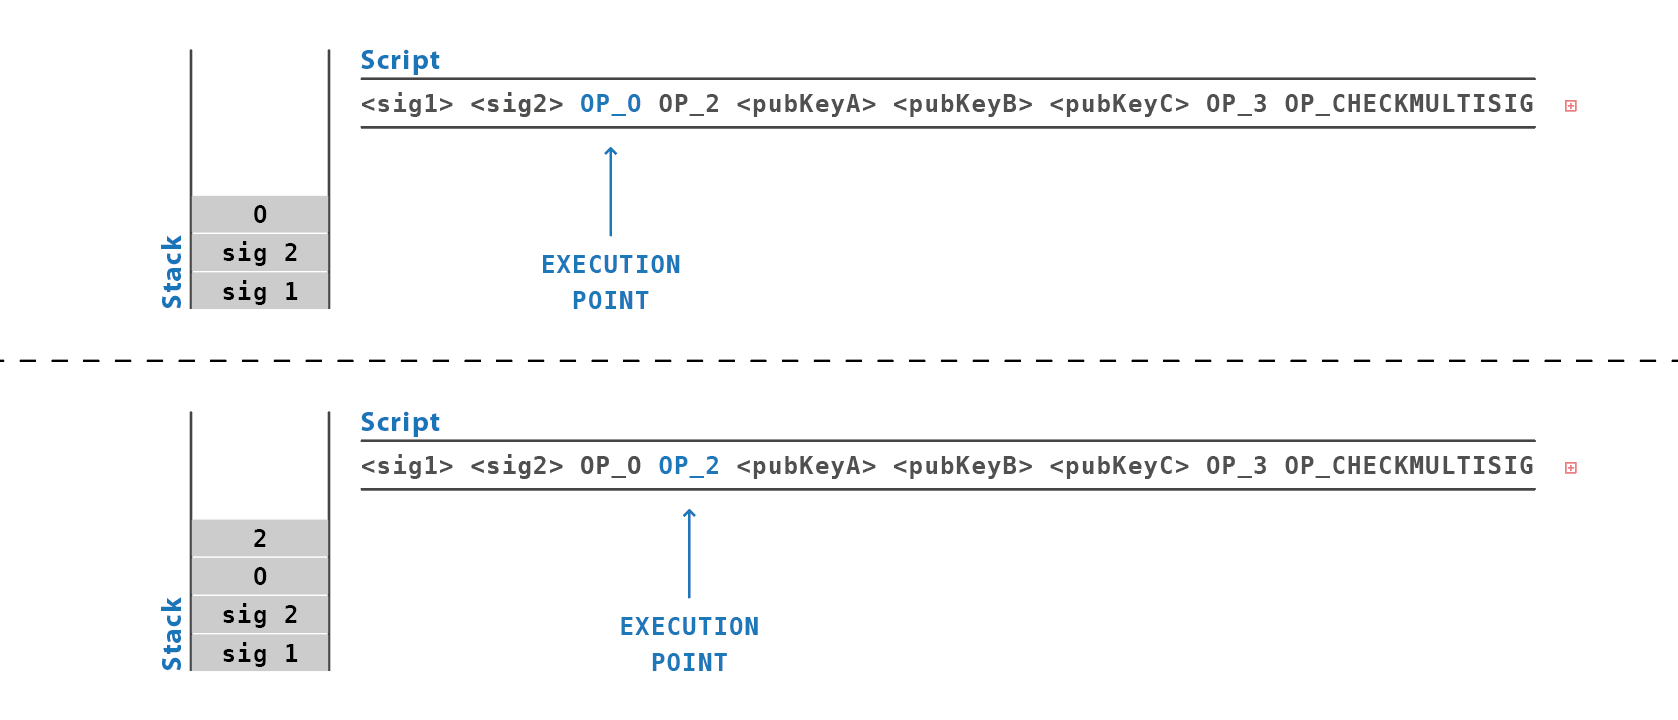 Script
<sig1> <sig2> OP_0 OP_2 <pubKeyA> <pubKeyB> <pubKeyC> OP_3 OP_CHECKMULTISIG
0
sig 2
sig 1
Stack
EXECUTION
POINT
Script
<sig1> <sig2> OP_0 OP_2 <pubKeyA> <pubKeyB> <pubKeyC> OP_3 OP_CHECKMULTISIG
2
0
sig 2
sig 1
Stack
EXECUTION
POINT